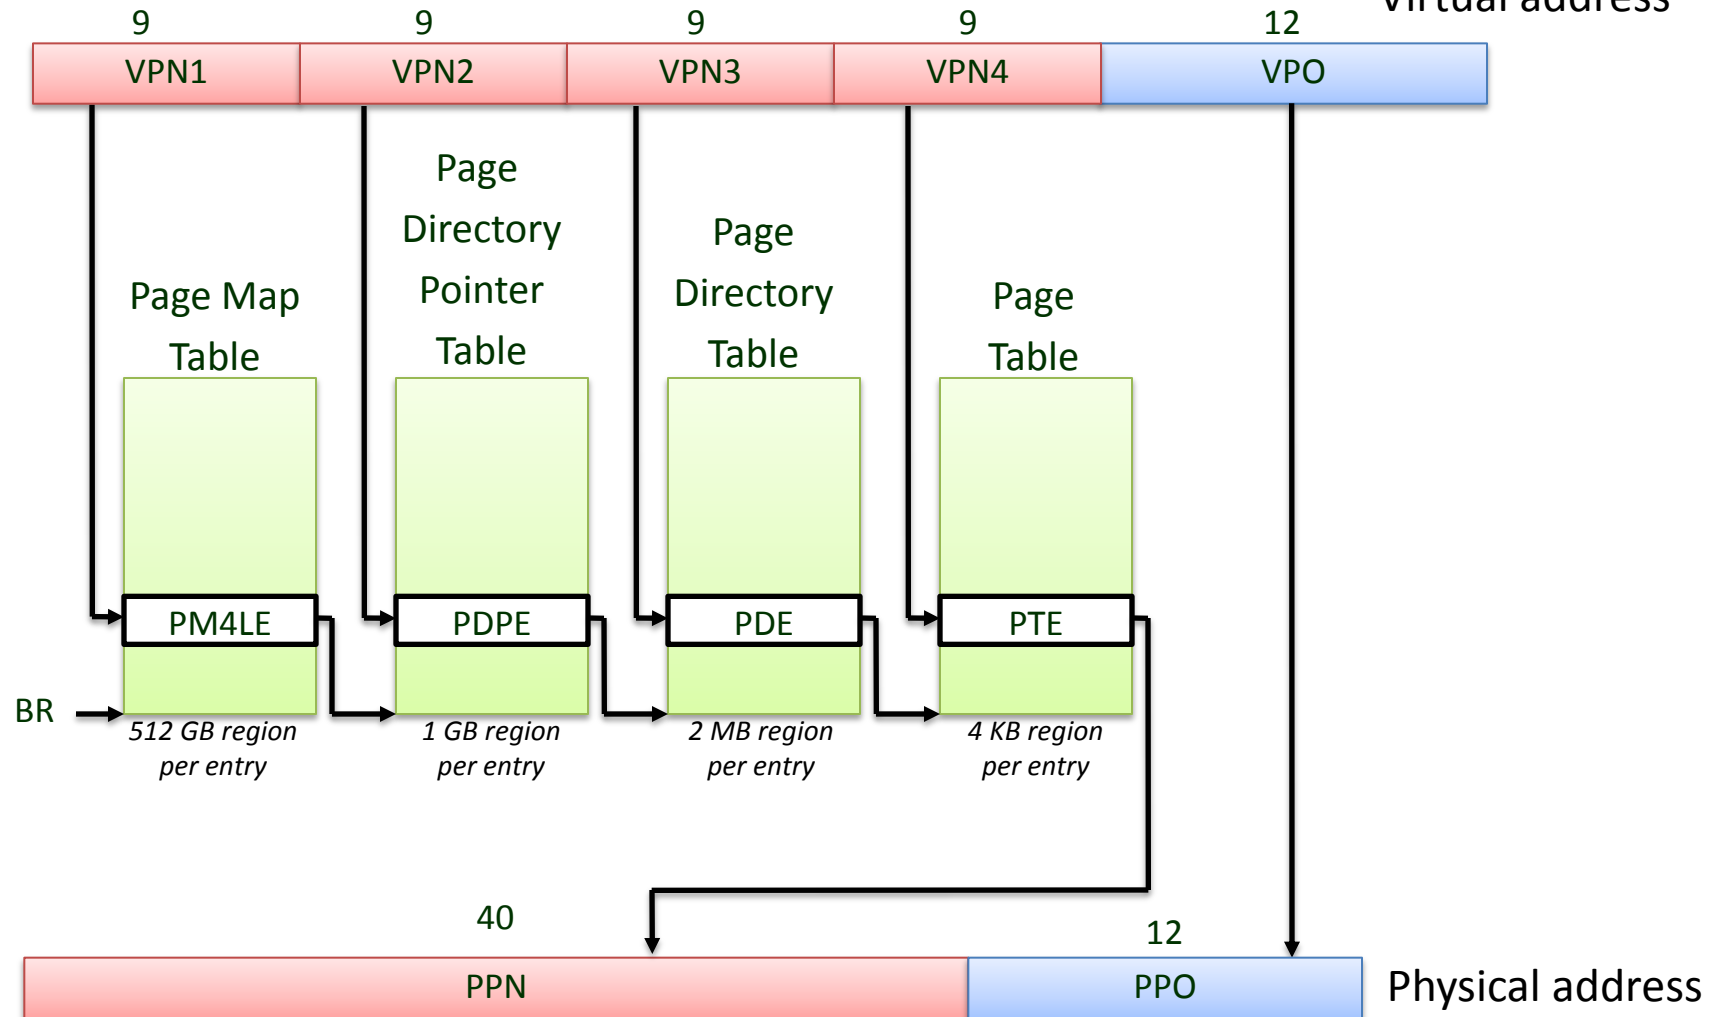 Virtual address
9
9
9
9
12
VPN1
VPN2
VPN3
VPN4
VPO
Page Map
Table
Page
Directory
Pointer
Table
Page
Directory
Table
Page
Table
PM4LE
PDPE
PDE
PTE
BR
512 GB region
per entry
1 GB region
per entry
2 MB region
per entry
4 KB region
per entry
40
12
PPN
PPO
Physical address